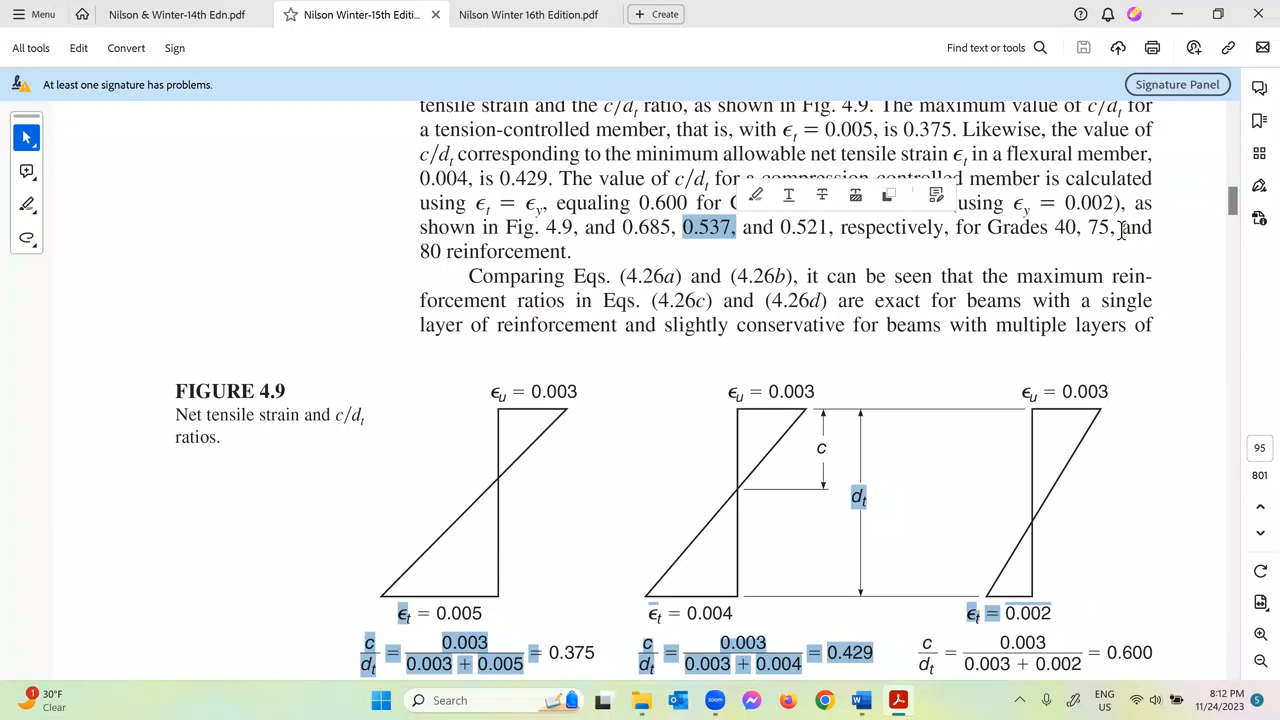 Menu
Nilson & Winter-14th Edn.pdf
Nilson Winter-15th Editi...
Nilson Winter 16th Edition.pdf
Create
All tools
Edit
Convert
Sign
Find text or tools
At least one signature has problems.
Signature Panel
tensile strain and the c/dt ratio, as shown in Fig. 4.9. The maximum value of c/dt for
a tension-controlled member, that is, with ϵt = 0.005, is 0.375. Likewise, the value of
c/dt corresponding to the minimum allowable net tensile strain ϵt in a flexural member,
0.004, is 0.429. The value of c/dt for a compression-controlled member is calculated
using ϵt = ϵy, equaling 0.600 for (using ϵy = 0.002), as
shown in Fig. 4.9, and 0.685, 0.537, and 0.521, respectively, for Grades 40, 75, and
80 reinforcement.
Comparing Eqs. (4.26a) and (4.26b), it can be seen that the maximum rein-
forcement ratios in Eqs. (4.26c) and (4.26d) are exact for beams with a single
layer of reinforcement and slightly conservative for beams with multiple layers of
FIGURE 4.9
Net tensile strain and c/dt
ratios.
ϵu = 0.003
ϵu = 0.003
ϵu = 0.003
c
dt
ϵt = 0.005
ϵt = 0.004
ϵt = 0.002
c/dt = 0.003/(0.003 + 0.005) = 0.375
c/dt = 0.003/(0.003 + 0.004) = 0.429
c/dt = 0.003/(0.003 + 0.002) = 0.600
95
801
1
30°F
Clear
Search
ENG
US
8:12 PM
11/24/2023
5